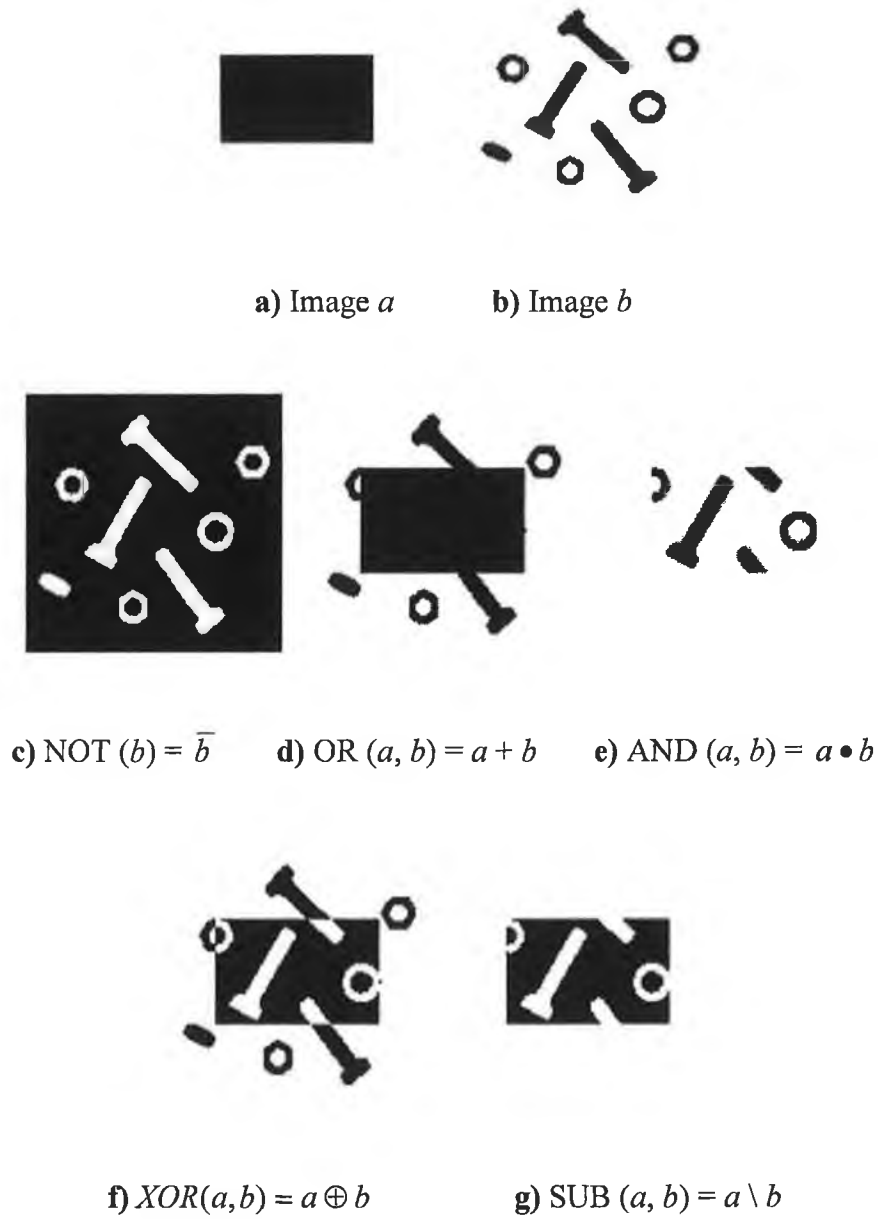 a) Image a b) Image b
c) NOT (b) = b̅ d) OR (a, b) = a + b e) AND (a, b) = a • b
f) XOR(a,b) = a ⊕ b g) SUB (a, b) = a \ b